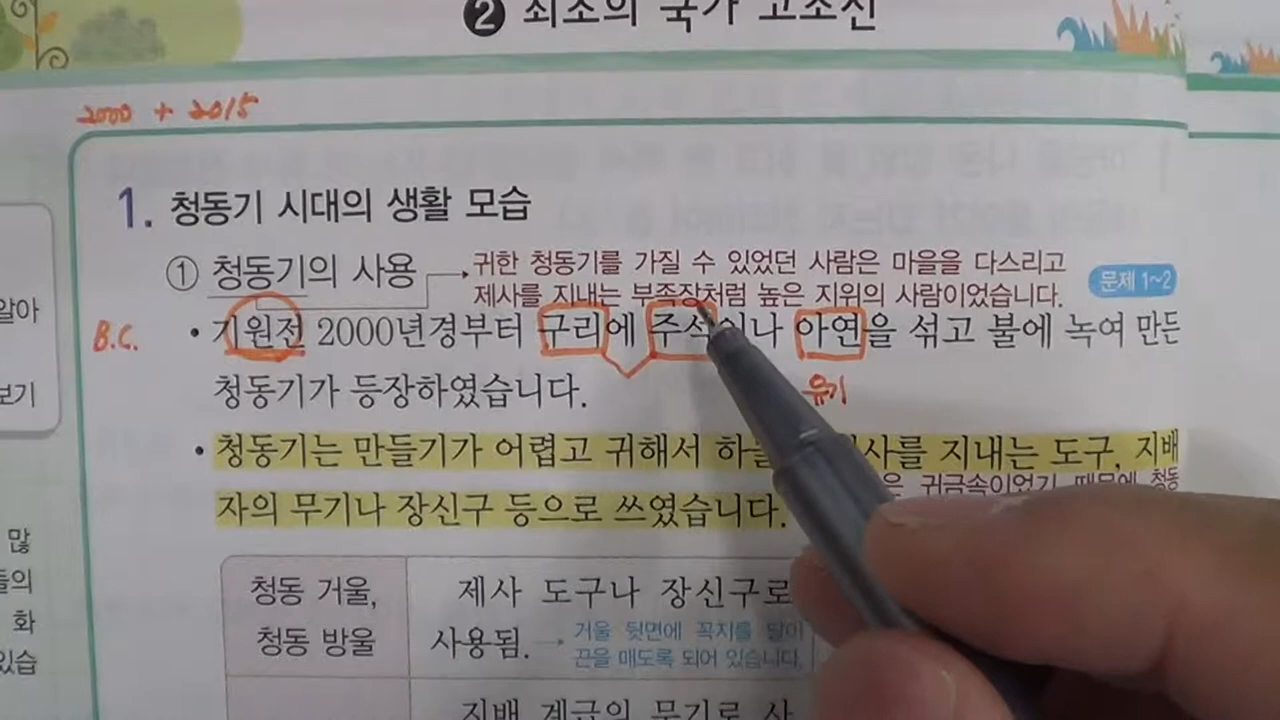 ❷ 최초의 국가 고조선
2000 + 2015
1. 청동기 시대의 생활 모습
① 청동기의 사용
귀한 청동기를 가질 수 있었던 사람은 마을을 다스리고
제사를 지내는 부족장처럼 높은 지위의 사람이었습니다.
문제 1~2
알아
B.C.
• 기원전 2000년경부터 구리에 주석이나 아연을 섞고 불에 녹여 만든
보기
청동기가 등장하였습니다.
유기
• 청동기는 만들기가 어렵고 귀해서 제사를 지내는 도구, 지배
귀금속이었기 때문에 청동
자의 무기나 장신구 등으로 쓰였습니다.
많
들의
화
있습
청동 거울,
청동 방울
제사 도구나 장신구로
사용됨.
거울 뒷면에 꼭지를 달아
끈을 매도록 되어 있습니다.
지배 계급의 무기로 사